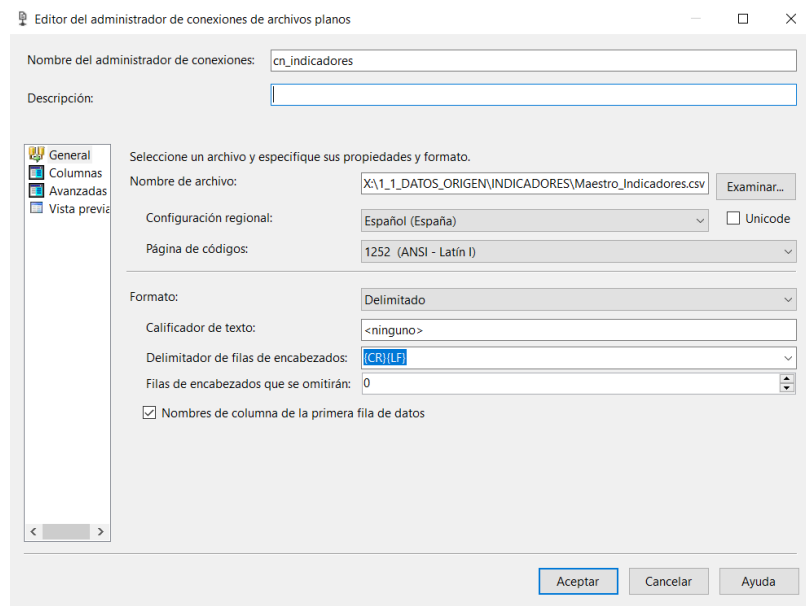 Editor del administrador de conexiones de archivos planos
Nombre del administrador de conexiones: cn_indicadores
Descripción:
General
Columnas
Avanzadas
Vista previa
Seleccione un archivo y especifique sus propiedades y formato.
Nombre de archivo: X:\1_1_DATOS_ORIGEN\INDICADORES\Maestro_Indicadores.csv Examinar...
Configuración regional: Español (España) Unicode
Página de códigos: 1252 (ANSI - Latín I)
Formato: Delimitado
Calificador de texto: <ninguno>
Delimitador de filas de encabezados: {CR}{LF}
Filas de encabezados que se omitirán: 0
Nombres de columna de la primera fila de datos
Aceptar Cancelar Ayuda